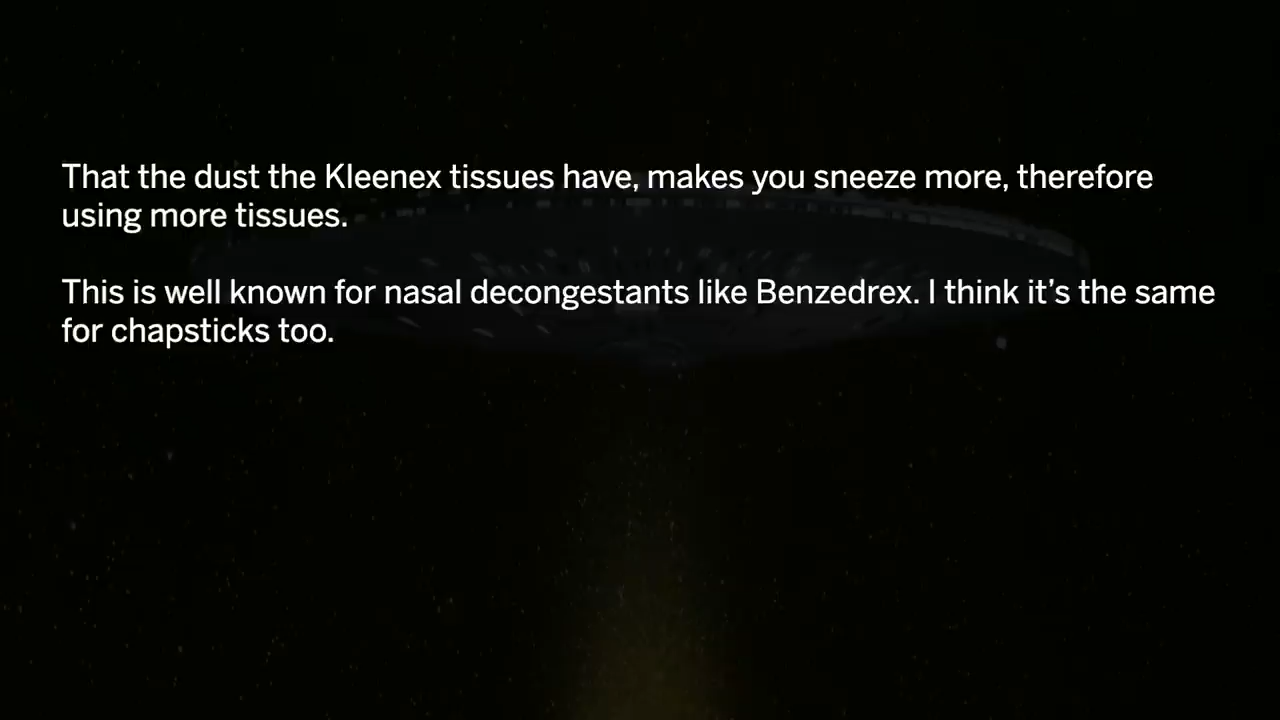 That the dust the Kleenex tissues have, makes you sneeze more, therefore
using more tissues.
This is well known for nasal decongestants like Benzedrex. I think it’s the same
for chapsticks too.